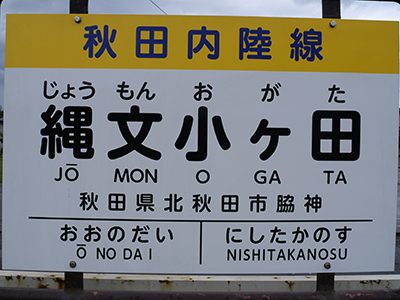 秋田内陸線
じょう もん お が た
縄文小ヶ田
JŌ MON O GA TA
秋田県北秋田市脇神
おおのだい にしたかのす
Ō NO DA I NISHITAKANOSU